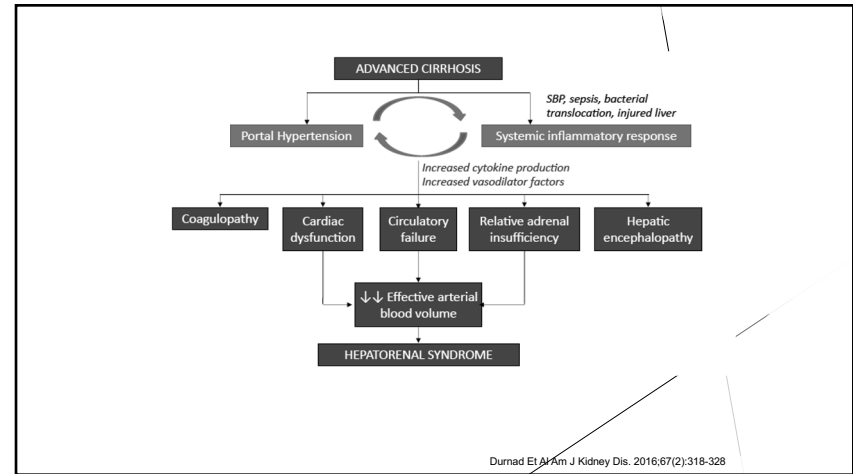 ADVANCED CIRRHOSIS
SBP, sepsis, bacterial
translocation, injured liver
Portal Hypertension
Systemic inflammatory response
Increased cytokine production
Increased vasodilator factors
Coagulopathy
Cardiac
dysfunction
Circulatory
failure
Relative adrenal
insufficiency
Hepatic
encephalopathy
↓↓ Effective arterial
blood volume
HEPATORENAL SYNDROME
Durnad Et Al Am J Kidney Dis. 2016;67(2):318-328